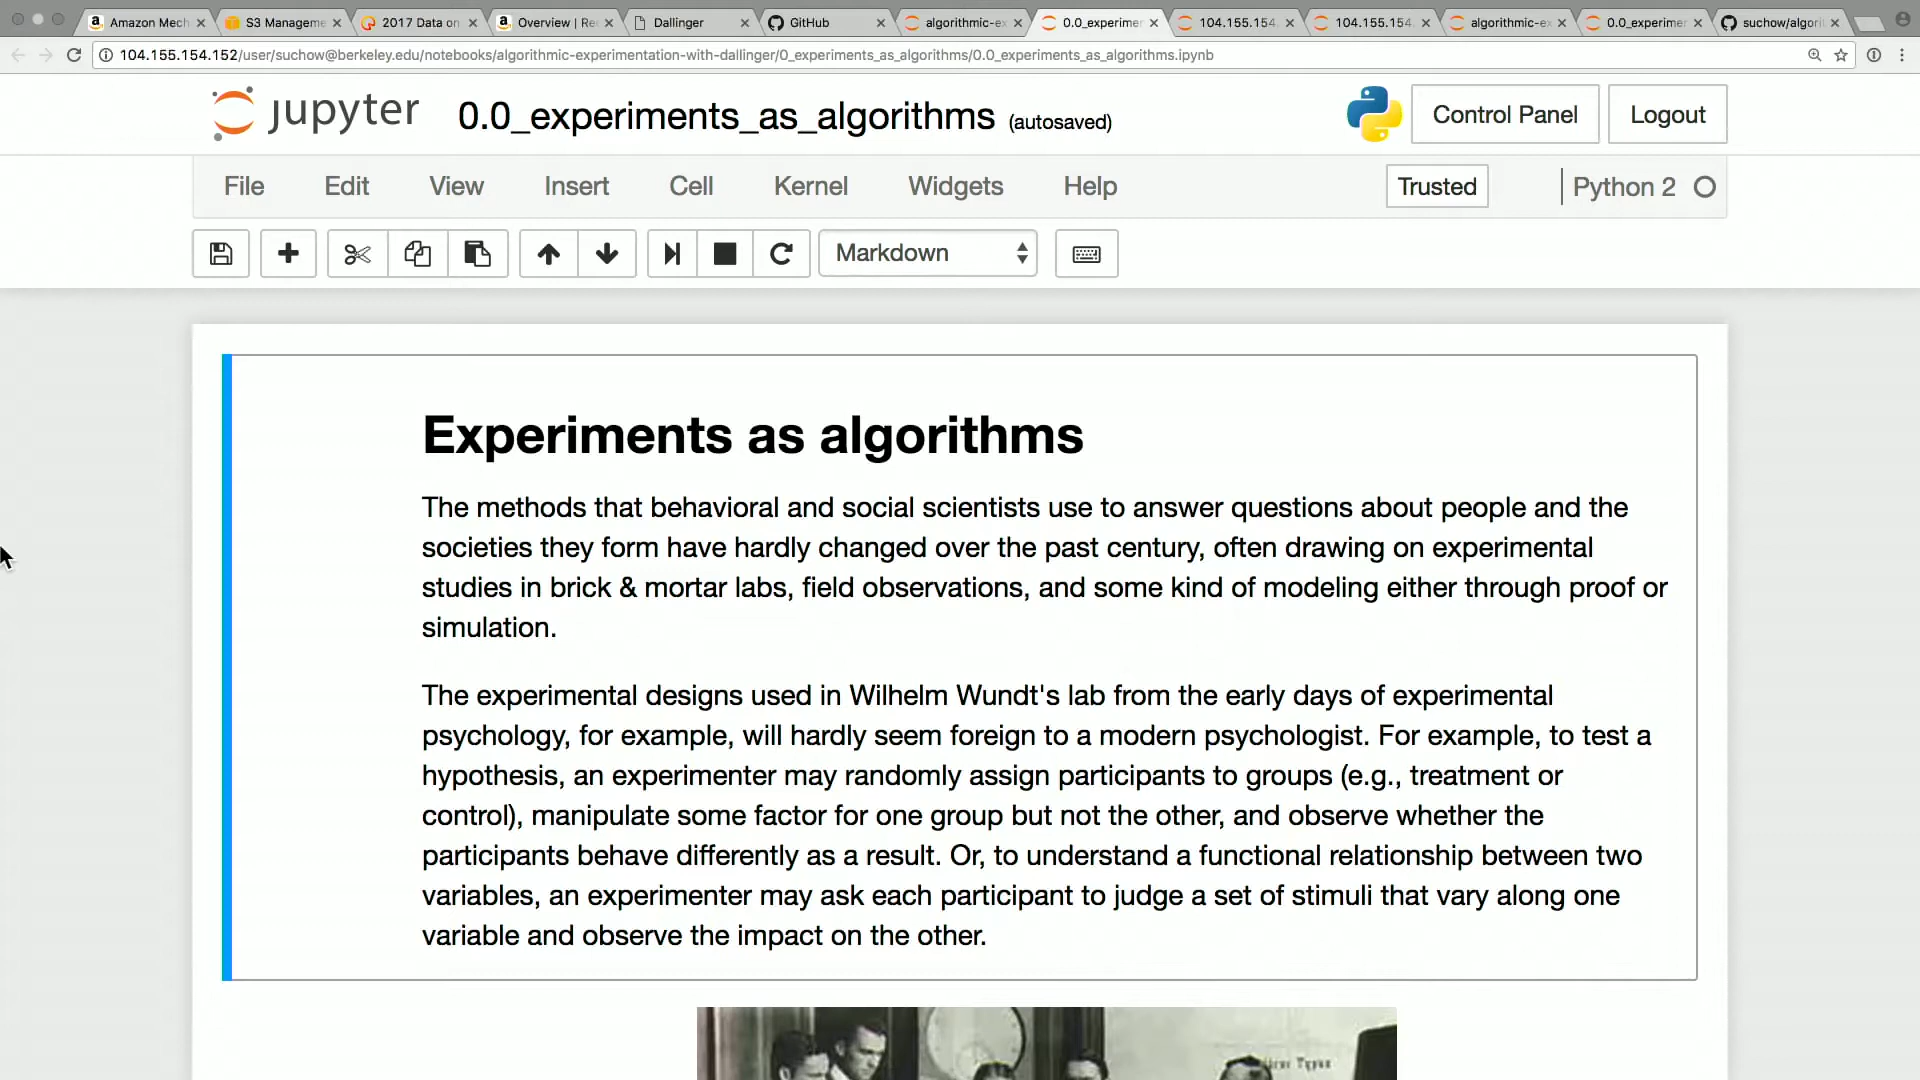 Amazon Mech
S3 Manageme
2017 Data on
Overview | Re
Dallinger
GitHub
algorithmic-ex
0.0_experimen
104.155.154.
104.155.154.
algorithmic-ex
0.0_experimen
suchow/algori
104.155.154.152/user/suchow@berkeley.edu/notebooks/algorithmic-experimentation-with-dallinger/0_experiments_as_algorithms/0.0_experiments_as_algorithms.ipynb
jupyter 0.0_experiments_as_algorithms (autosaved) Control Panel Logout
File Edit View Insert Cell Kernel Widgets Help Trusted Python 2
Markdown
Experiments as algorithms
The methods that behavioral and social scientists use to answer questions about people and the
societies they form have hardly changed over the past century, often drawing on experimental
studies in brick & mortar labs, field observations, and some kind of modeling either through proof or
simulation.
The experimental designs used in Wilhelm Wundt's lab from the early days of experimental
psychology, for example, will hardly seem foreign to a modern psychologist. For example, to test a
hypothesis, an experimenter may randomly assign participants to groups (e.g., treatment or
control), manipulate some factor for one group but not the other, and observe whether the
participants behave differently as a result. Or, to understand a functional relationship between two
variables, an experimenter may ask each participant to judge a set of stimuli that vary along one
variable and observe the impact on the other.